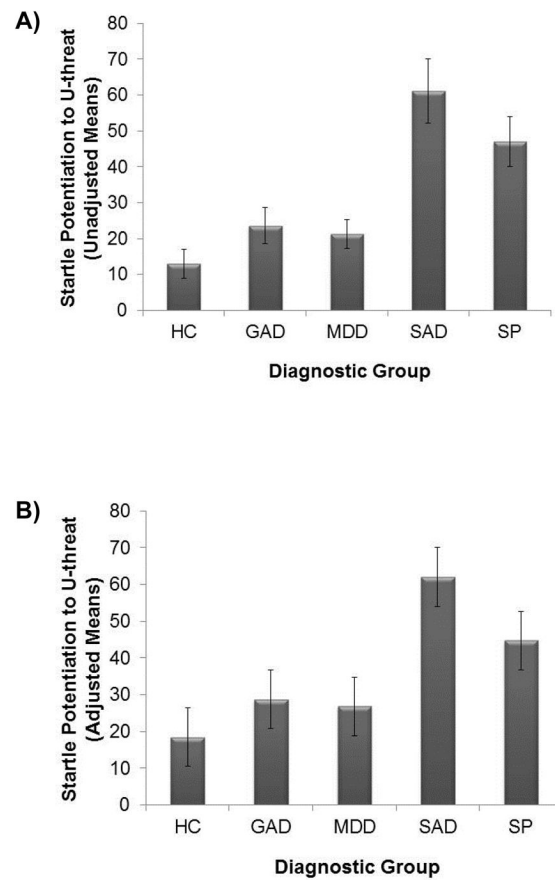 A)
Startle Potentiation to U-threat
(Unadjusted Means)
80
70
60
50
40
30
20
10
0
HC GAD MDD SAD SP
Diagnostic Group
B)
Startle Potentiation to U-threat
(Adjusted Means)
80
70
60
50
40
30
20
10
0
HC GAD MDD SAD SP
Diagnostic Group